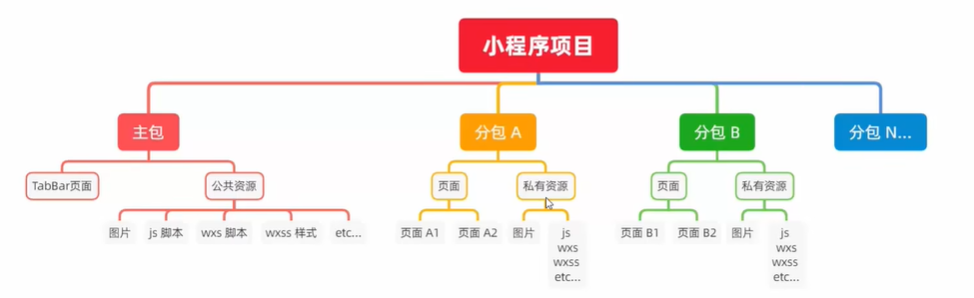 小程序项目
主包
分包 A
分包 B
分包 N...
TabBar页面
公共资源
页面
私有资源
页面
私有资源
图片
js 脚本
wxs 脚本
wxss 样式
etc...
页面 A1
页面 A2
图片
js
wxs
wxss
etc...
页面 B1
页面 B2
图片
js
wxs
wxss
etc...